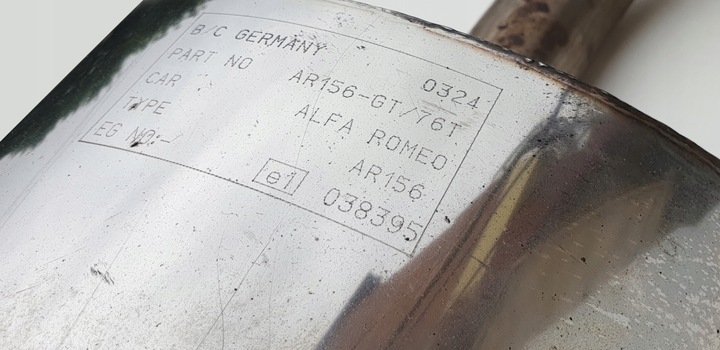 B/C GERMANY 0324
PART NO AR156-GT/76T
CAR ALFA ROMEO
TYPE AR156
EG NO:-/ e1 038395